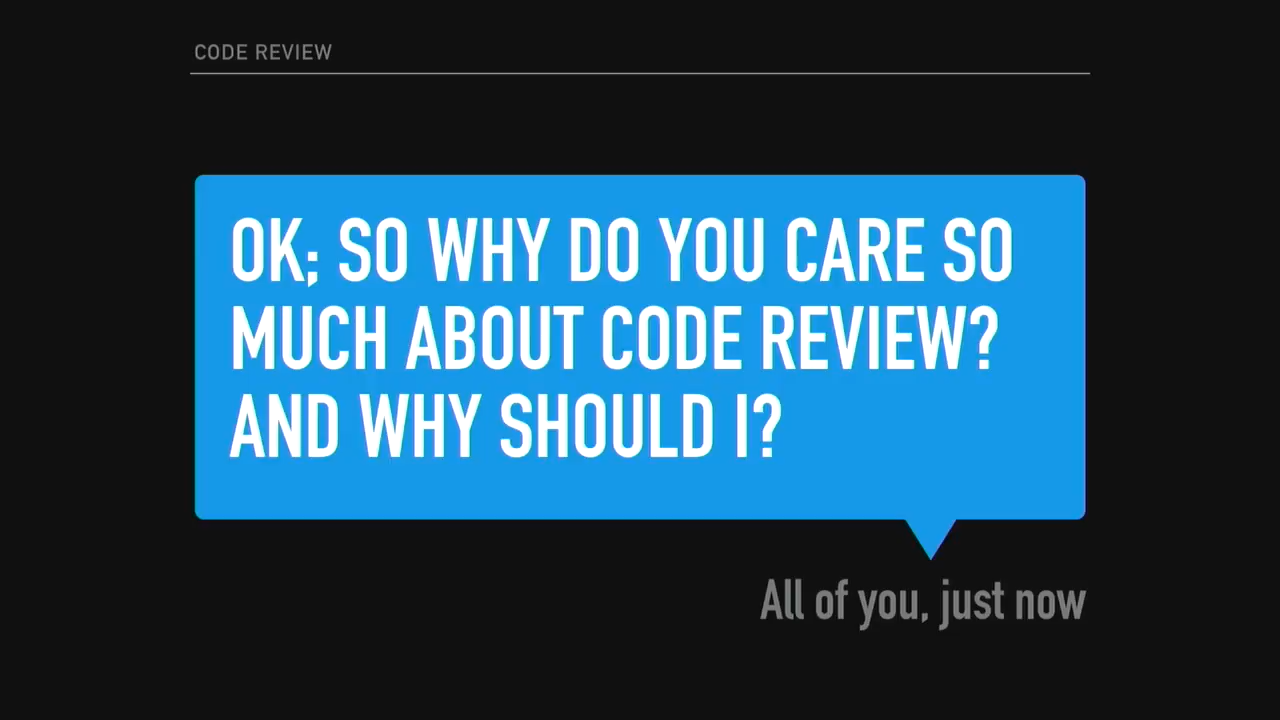 CODE REVIEW
OK; SO WHY DO YOU CARE SO
MUCH ABOUT CODE REVIEW?
AND WHY SHOULD I?
All of you, just now